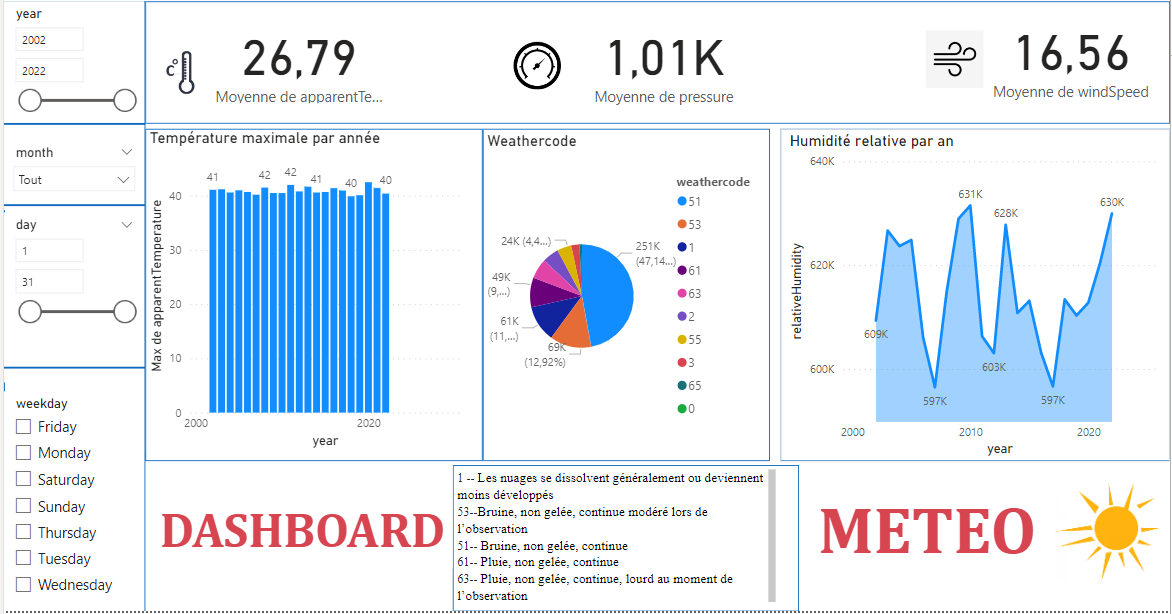 year
2002
2022
month
Tout
day
1
31
weekday
Friday
Monday
Saturday
Sunday
Thursday
Tuesday
Wednesday
c°
26,79
Moyenne de apparentTe...
1,01K
Moyenne de pressure
16,56
Moyenne de windSpeed
Température maximale par année
Max de apparentTemperature
40
30
20
10
0
41
42
42
41
40
40
2000
2020
year
Weathercode
24K (4,4...)
49K
(9,...)
61K
(11,...)
69K
(12,92%)
251K
(47,14...)
weathercode
51
53
1
61
63
2
55
3
65
0
Humidité relative par an
relativeHumidity
640K
620K
600K
609K
597K
631K
603K
628K
597K
630K
2000
2010
2020
year
DASHBOARD
1 -- Les nuages se dissolvent généralement ou deviennent
moins développés
53--Bruine, non gelée, continue modéré lors de
l’observation
51-- Bruine, non gelée, continue
61-- Pluie, non gelée, continue
63-- Pluie, non gelée, continue, lourd au moment de
l’observation
METEO